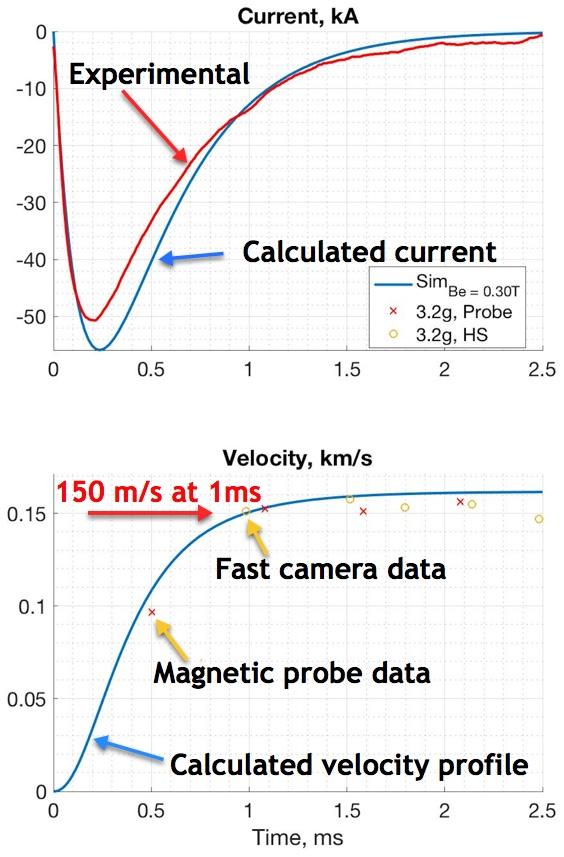 Current, kA
0
-10
-20
-30
-40
-50
Experimental
Calculated current
Sim Be = 0.30T
3.2g, Probe
3.2g, HS
0 0.5 1 1.5 2 2.5
Velocity, km/s
150 m/s at 1ms
0.15
0.1
0.05
0
Fast camera data
Magnetic probe data
Calculated velocity profile
0 0.5 1 1.5 2 2.5
Time, ms